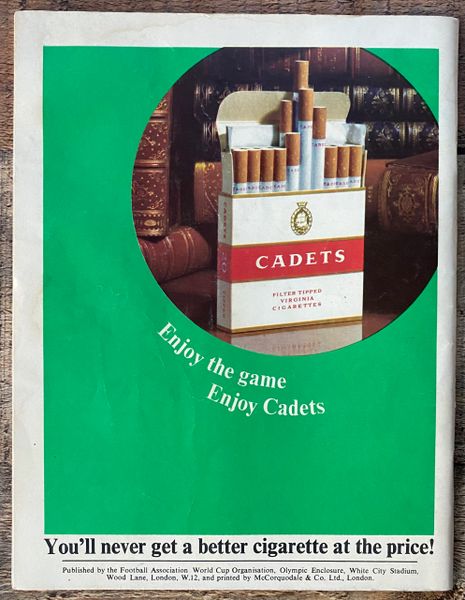 CADETS
FILTER TIPPED
VIRGINIA
CIGARETTES
Enjoy the game
Enjoy Cadets
You'll never get a better cigarette at the price!
Published by the Football Association World Cup Organisation, Olympic Enclosure, White City Stadium,
Wood Lane, London, W.12, and printed by McCorquodale & Co. Ltd., London.